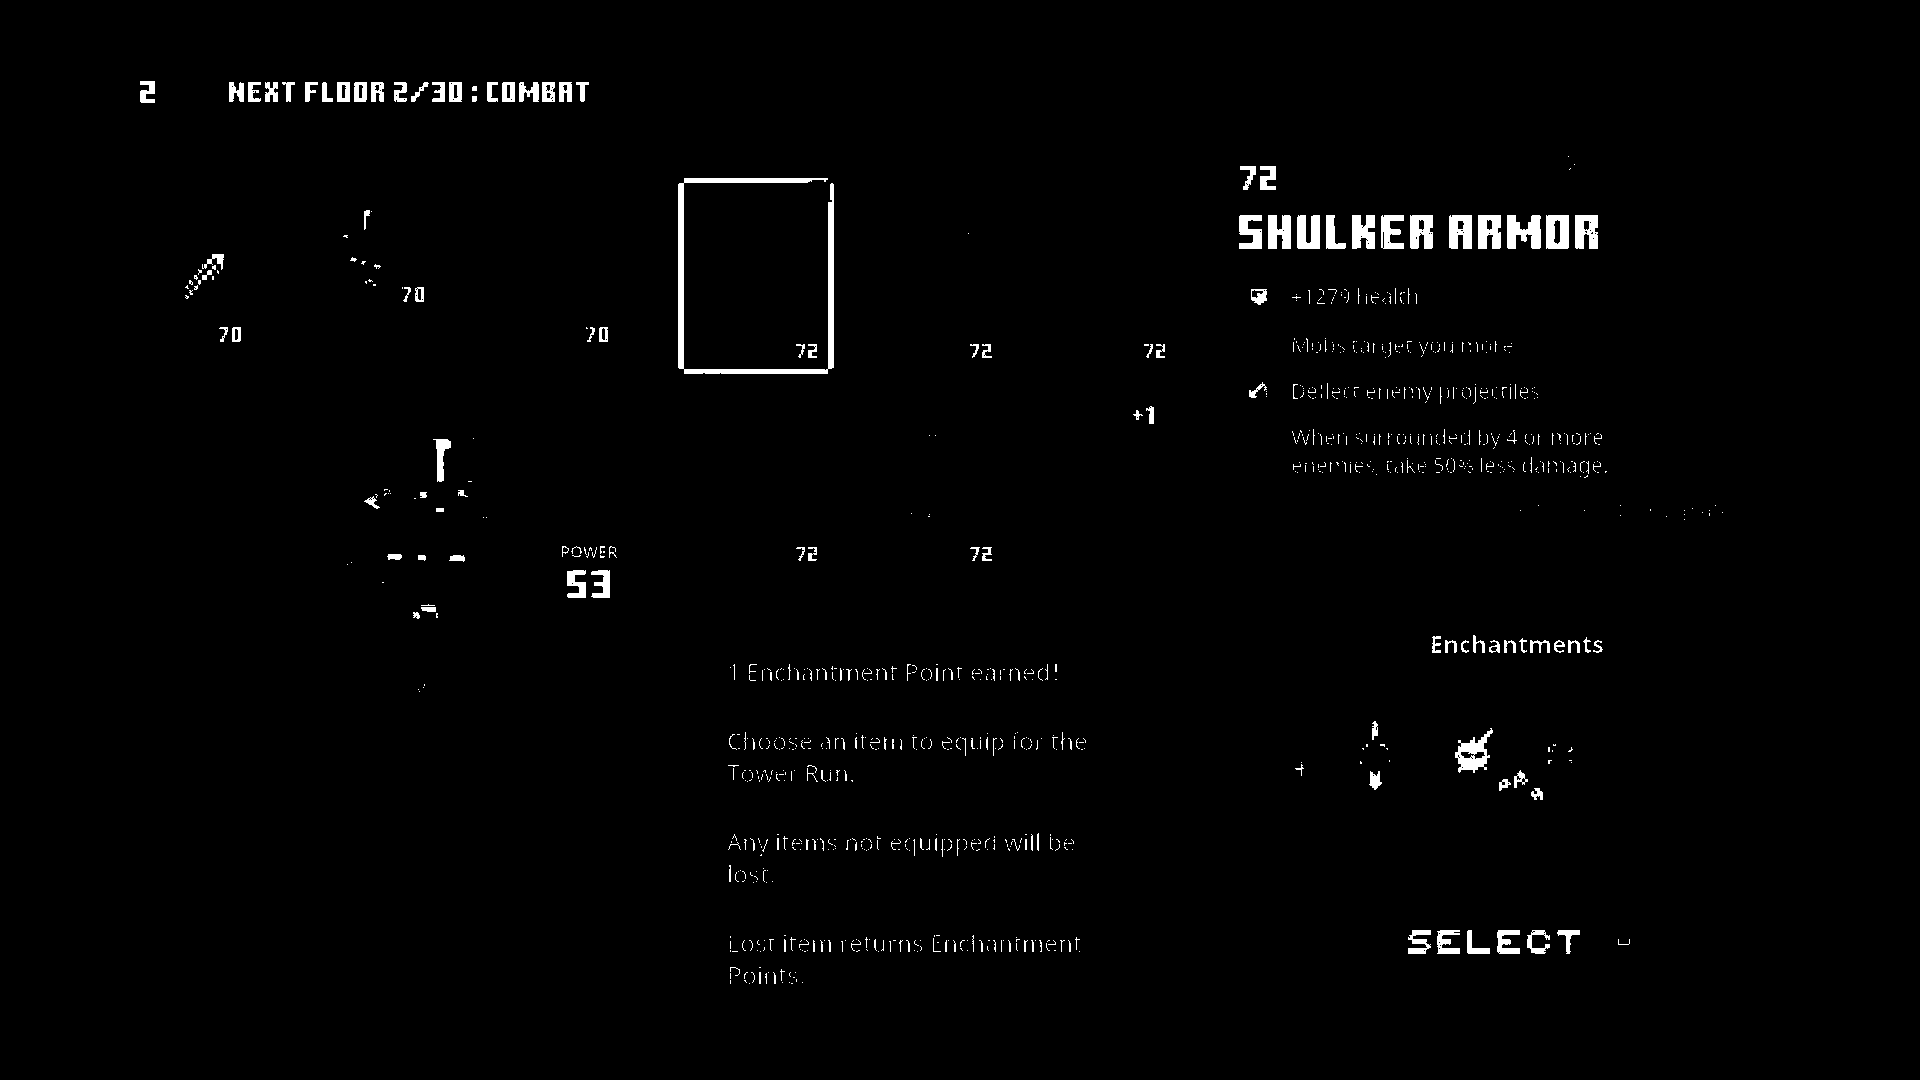 2
NEXT FLOOR 2/30 : COMBAT
70
70
70
72
72
72
+1
POWER
53
72
72
1 Enchantment Point earned!
Choose an item to equip for the
Tower Run.
Any items not equipped will be
lost.
Lost item returns Enchantment
Points.
72
SHULKER ARMOR
+1279 health
Mobs target you more
Deflect enemy projectiles
When surrounded by 4 or more
enemies, take 50% less damage.
Enchantments
SELECT